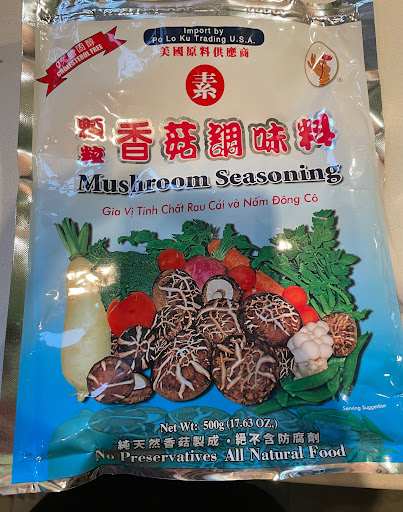 Import by
Po Lo Ku Trading U.S.A.
美國原料供應商
CHOLESTEROL FREE
素
顆粒
香菇調味料
Mushroom Seasoning
Gia Vị Tinh Chất Rau Cải và Nấm Đông Cô
Serving Suggestion
Net Wt: 500g (17.63 OZ.)
純天然香菇製成・絕不含防腐劑
No Preservatives All Natural Food